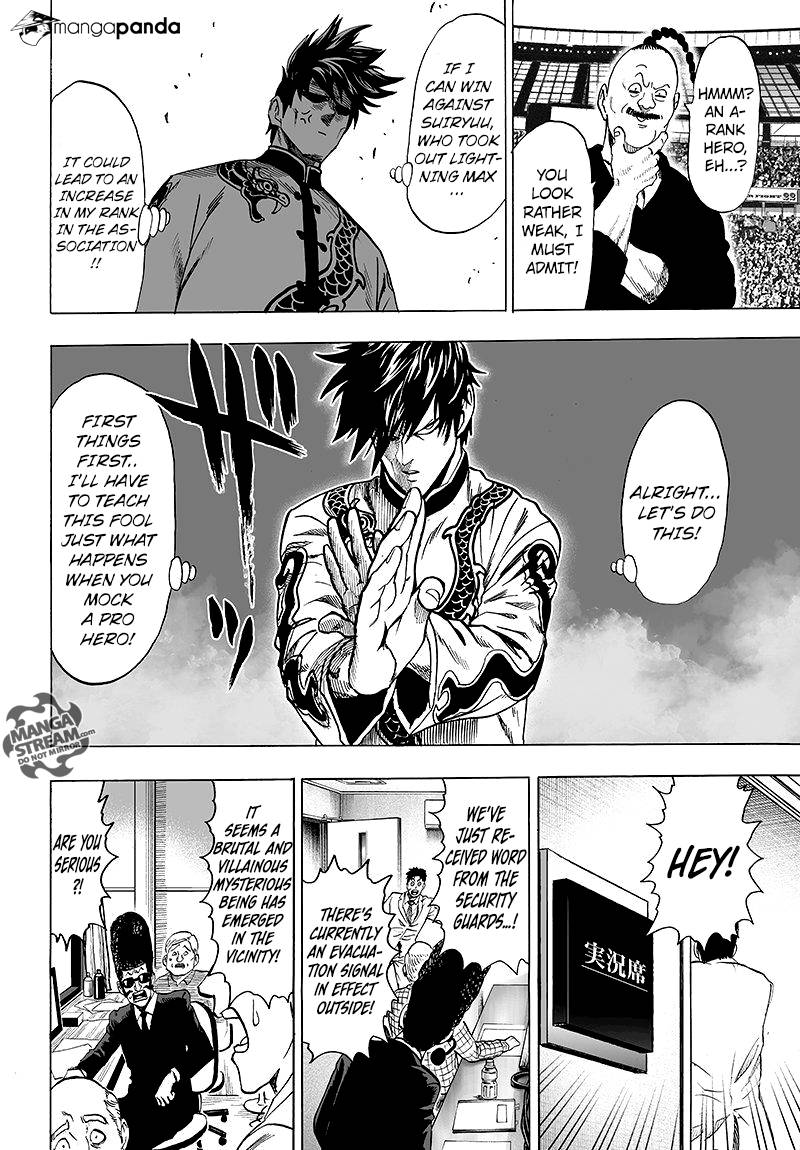 mangapanda
HMMM?
AN A-
RANK
HERO,
EH...?
YOU
LOOK
RATHER
WEAK, I
MUST
ADMIT!
IF I
CAN WIN
AGAINST
SUIRYUU,
WHO TOOK
OUT LIGHT-
NING MAX
...
IT COULD
LEAD TO AN
INCREASE
IN MY RANK
IN THE AS-
SOCIATION
!!
ALRIGHT...
LET'S DO
THIS!
ザッ
FIRST
THINGS
FIRST..
I'LL HAVE
TO TEACH
THIS FOOL
JUST WHAT
HAPPENS
WHEN YOU
MOCK
A PRO
HERO!
MANGA
STREAM.COM
DO NOT MIRROR
HEY!
実況席
WE'VE
JUST RE-
CEIVED WORD
FROM THE
SECURITY
GUARDS...!
THERE'S
CURRENTLY
AN EVACUA-
TION SIGNAL
IN EFFECT
OUTSIDE!
IT
SEEMS A
BRUTAL AND
VILLAINOUS
MYSTERIOUS
BEING HAS
EMERGED
IN THE
VICINITY!
ARE YOU
SERIOUS
?!